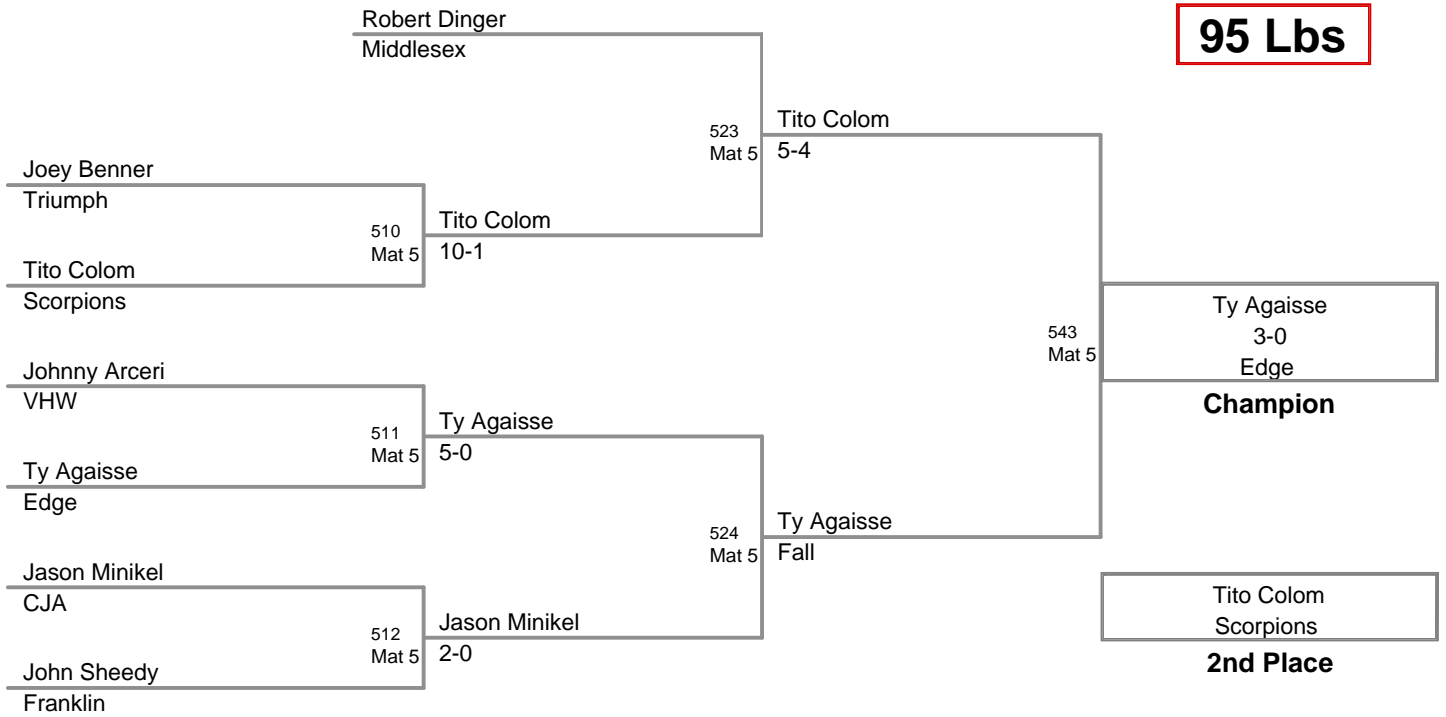 Robert Dinger
Middlesex
95 Lbs
523
Mat 5
Tito Colom
5-4
Joey Benner
Triumph
510
Mat 5
Tito Colom
10-1
Tito Colom
Scorpions
543
Mat 5
Ty Agaisse
3-0
Edge
Champion
Johnny Arceri
VHW
511
Mat 5
Ty Agaisse
5-0
Ty Agaisse
Edge
524
Mat 5
Ty Agaisse
Fall
Jason Minikel
CJA
512
Mat 5
Jason Minikel
2-0
John Sheedy
Franklin
Tito Colom
Scorpions
2nd Place